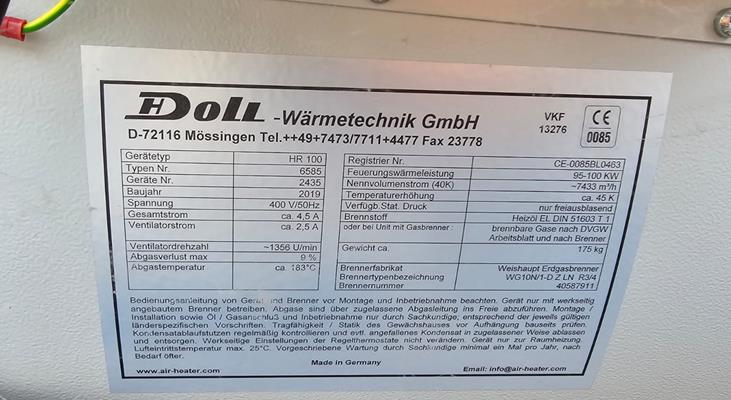 HDoll -Wärmetechnik GmbH
VKF
13276
CE
0085
D-72116 Mössingen Tel.++49+7473/7711+4477 Fax 23778
Gerätetyp HR 100
Typen Nr. 6585
Geräte Nr. 2435
Baujahr 2019
Spannung 400 V/50Hz
Gesamtstrom ca. 4,5 A
Ventilatorstrom ca. 2,5 A
Ventilatordrehzahl ~1356 U/min
Abgasverlust max 9 %
Abgastemperatur ca. 183°C
Registrier Nr. CE-0085BL0463
Feuerungswärmeleistung 95-100 KW
Nennvolumenstrom (40K) ~7433 m³/h
Temperaturerhöhung ca. 45 K
Verfügb.Stat. Druck nur freiausblasend
Brennstoff Heizöl EL DIN 51603 T 1
oder bei Unit mit Gasbrenner : brennbare Gase nach DVGW
Arbeitsblatt und nach Brenner
Gewicht ca. 175 kg
Brennerfabrikat Weishaupt Erdgasbrenner
Brennertypenbezeichnung WG10N/1-D Z LN R3/4
Brennernummer 40587911
Bedienungsanleitung von Gerät und Brenner vor Montage und Inbetriebnahme beachten. Gerät nur mit werkseitig
angebautem Brenner betreiben. Abgase sind über zugelassene Abgasleitung ins Freie abzuführen. Montage /
Installation sowie Öl / Gasanschluß und Inbetriebnahme nur durch Sachkundige; entsprechend der jeweils gültigen
länderspezifischen Vorschriften. Tragfähigkeit / Statik des Gewächshauses vor Aufhängung bauseits prüfen.
Kondensatablaufstutzen regelmäßig kontrollieren und evtl. angefallenes Kondensat in zugelassener Weise ablassen
und entsorgen. Werkseitige Einstellungen der Regelthermostate nicht verändern. Gerät nur zur Raumheizung.
Lufteintrittstemperatur max. 25°C. Vorgeschriebene Wartung durch Sachkundige minimal ein Mal pro Jahr, nach
Bedarf öfter.
Made in Germany
www.air-heater.com
Email: info@air-heater.com